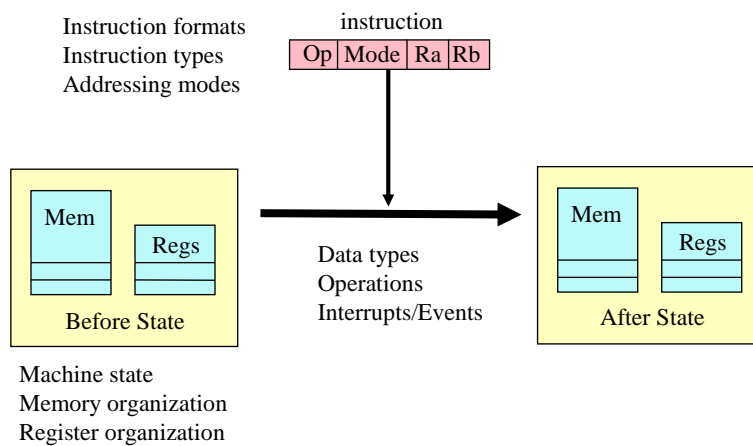 Instruction formats
Instruction types
Addressing modes
instruction
Op Mode Ra Rb
Mem
Regs
Before State
Data types
Operations
Interrupts/Events
Mem
Regs
After State
Machine state
Memory organization
Register organization